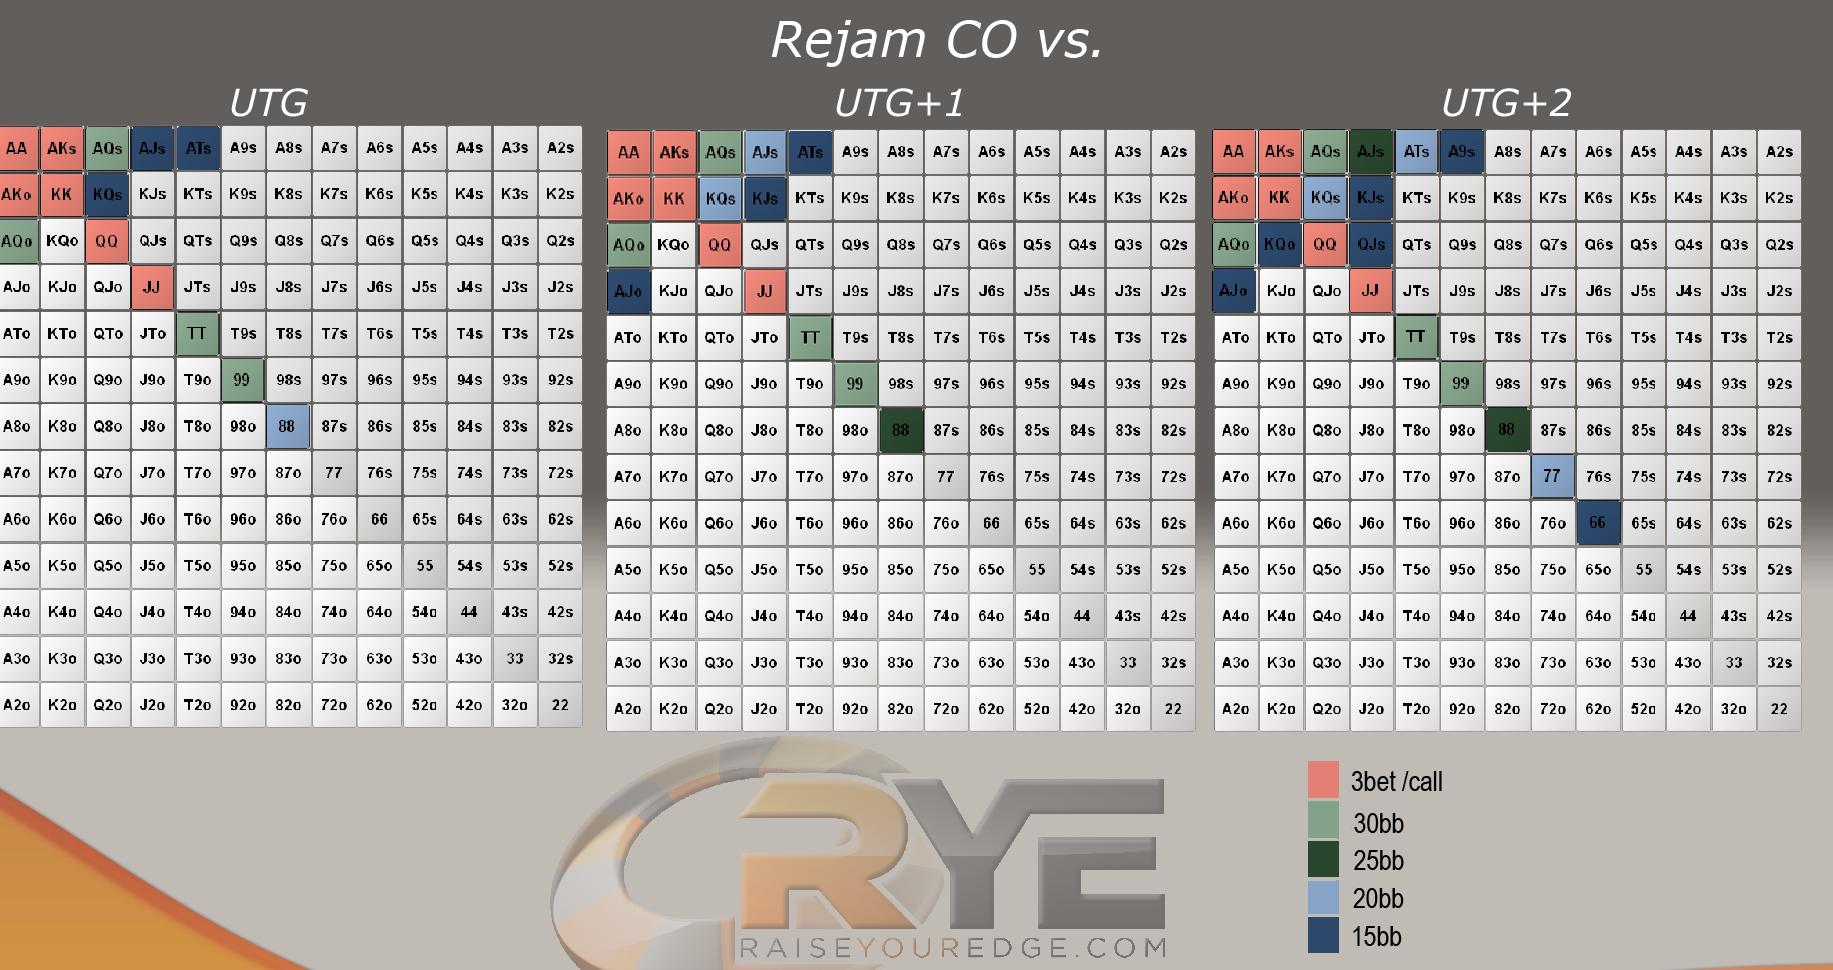 Rejam CO vs.
UTG
AA AKs AQs AJs ATs A9s A8s A7s A6s A5s A4s A3s A2s
AKo KK KQs KJs KTs K9s K8s K7s K6s K5s K4s K3s K2s
AQo KQo QQ QJs QTs Q9s Q8s Q7s Q6s Q5s Q4s Q3s Q2s
AJo KJo QJo JJ JTs J9s J8s J7s J6s J5s J4s J3s J2s
ATo KTo QTo JTo TT T9s T8s T7s T6s T5s T4s T3s T2s
A9o K9o Q9o J9o T9o 99 98s 97s 96s 95s 94s 93s 92s
A8o K8o Q8o J8o T8o 98o 88 87s 86s 85s 84s 83s 82s
A7o K7o Q7o J7o T7o 97o 87o 77 76s 75s 74s 73s 72s
A6o K6o Q6o J6o T6o 96o 86o 76o 66 65s 64s 63s 62s
A5o K5o Q5o J5o T5o 95o 85o 75o 65o 55 54s 53s 52s
A4o K4o Q4o J4o T4o 94o 84o 74o 64o 54o 44 43s 42s
A3o K3o Q3o J3o T3o 93o 83o 73o 63o 53o 43o 33 32s
A2o K2o Q2o J2o T2o 92o 82o 72o 62o 52o 42o 32o 22
UTG+1
AA AKs AQs AJs ATs A9s A8s A7s A6s A5s A4s A3s A2s
AKo KK KQs KJs KTs K9s K8s K7s K6s K5s K4s K3s K2s
AQo KQo QQ QJs QTs Q9s Q8s Q7s Q6s Q5s Q4s Q3s Q2s
AJo KJo QJo JJ JTs J9s J8s J7s J6s J5s J4s J3s J2s
ATo KTo QTo JTo TT T9s T8s T7s T6s T5s T4s T3s T2s
A9o K9o Q9o J9o T9o 99 98s 97s 96s 95s 94s 93s 92s
A8o K8o Q8o J8o T8o 98o 88 87s 86s 85s 84s 83s 82s
A7o K7o Q7o J7o T7o 97o 87o 77 76s 75s 74s 73s 72s
A6o K6o Q6o J6o T6o 96o 86o 76o 66 65s 64s 63s 62s
A5o K5o Q5o J5o T5o 95o 85o 75o 65o 55 54s 53s 52s
A4o K4o Q4o J4o T4o 94o 84o 74o 64o 54o 44 43s 42s
A3o K3o Q3o J3o T3o 93o 83o 73o 63o 53o 43o 33 32s
A2o K2o Q2o J2o T2o 92o 82o 72o 62o 52o 42o 32o 22
UTG+2
AA AKs AQs AJs ATs A9s A8s A7s A6s A5s A4s A3s A2s
AKo KK KQs KJs KTs K9s K8s K7s K6s K5s K4s K3s K2s
AQo KQo QQ QJs QTs Q9s Q8s Q7s Q6s Q5s Q4s Q3s Q2s
AJo KJo QJo JJ JTs J9s J8s J7s J6s J5s J4s J3s J2s
ATo KTo QTo JTo TT T9s T8s T7s T6s T5s T4s T3s T2s
A9o K9o Q9o J9o T9o 99 98s 97s 96s 95s 94s 93s 92s
A8o K8o Q8o J8o T8o 98o 88 87s 86s 85s 84s 83s 82s
A7o K7o Q7o J7o T7o 97o 87o 77 76s 75s 74s 73s 72s
A6o K6o Q6o J6o T6o 96o 86o 76o 66 65s 64s 63s 62s
A5o K5o Q5o J5o T5o 95o 85o 75o 65o 55 54s 53s 52s
A4o K4o Q4o J4o T4o 94o 84o 74o 64o 54o 44 43s 42s
A3o K3o Q3o J3o T3o 93o 83o 73o 63o 53o 43o 33 32s
A2o K2o Q2o J2o T2o 92o 82o 72o 62o 52o 42o 32o 22
RYE
RAISEYOUREDGE.COM
3bet /call
30bb
25bb
20bb
15bb